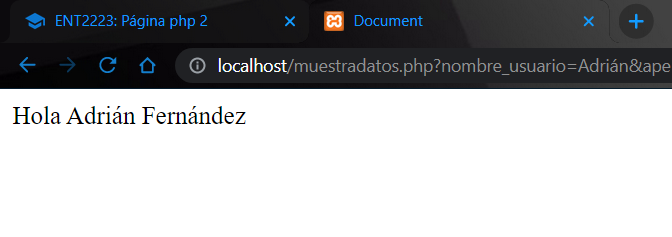 ENT2223: Página php 2
Document
localhost/muestradatos.php?nombre_usuario=Adrián&ape
Hola Adrián Fernández